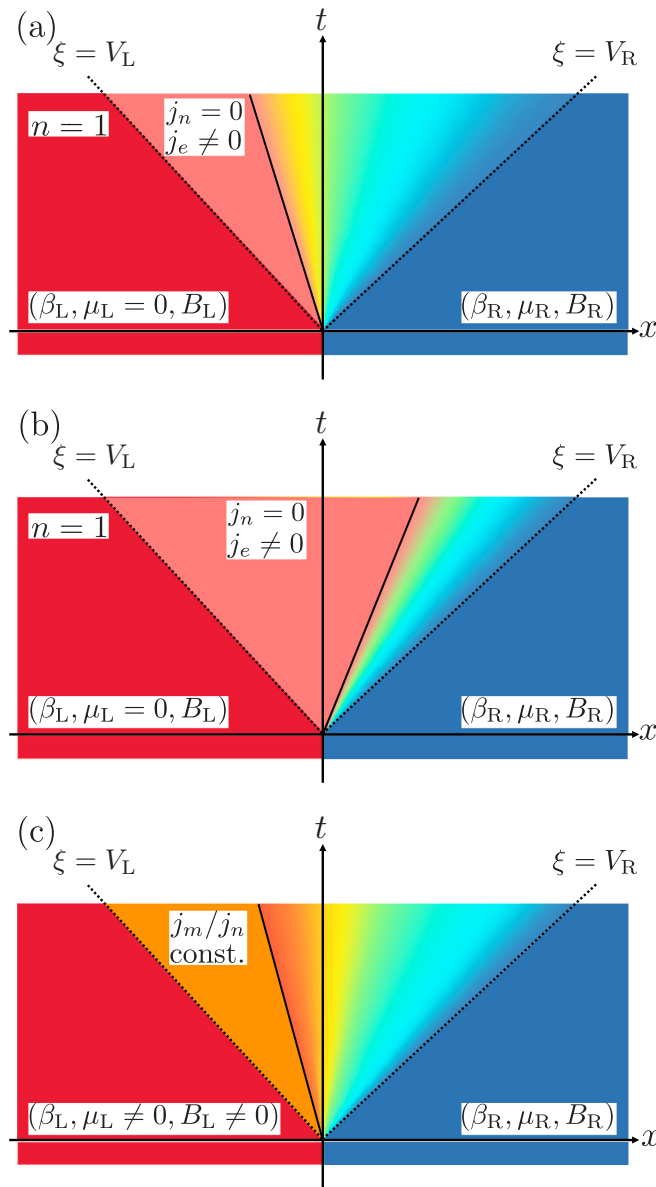 (a)
t
ξ = V_L
ξ = V_R
n = 1
j_n = 0
j_e ≠ 0
(β_L, μ_L = 0, B_L)
(β_R, μ_R, B_R)
x
(b)
t
ξ = V_L
ξ = V_R
n = 1
j_n = 0
j_e ≠ 0
(β_L, μ_L = 0, B_L)
(β_R, μ_R, B_R)
x
(c)
t
ξ = V_L
ξ = V_R
j_m/j_n
const.
(β_L, μ_L ≠ 0, B_L ≠ 0)
(β_R, μ_R, B_R)
x